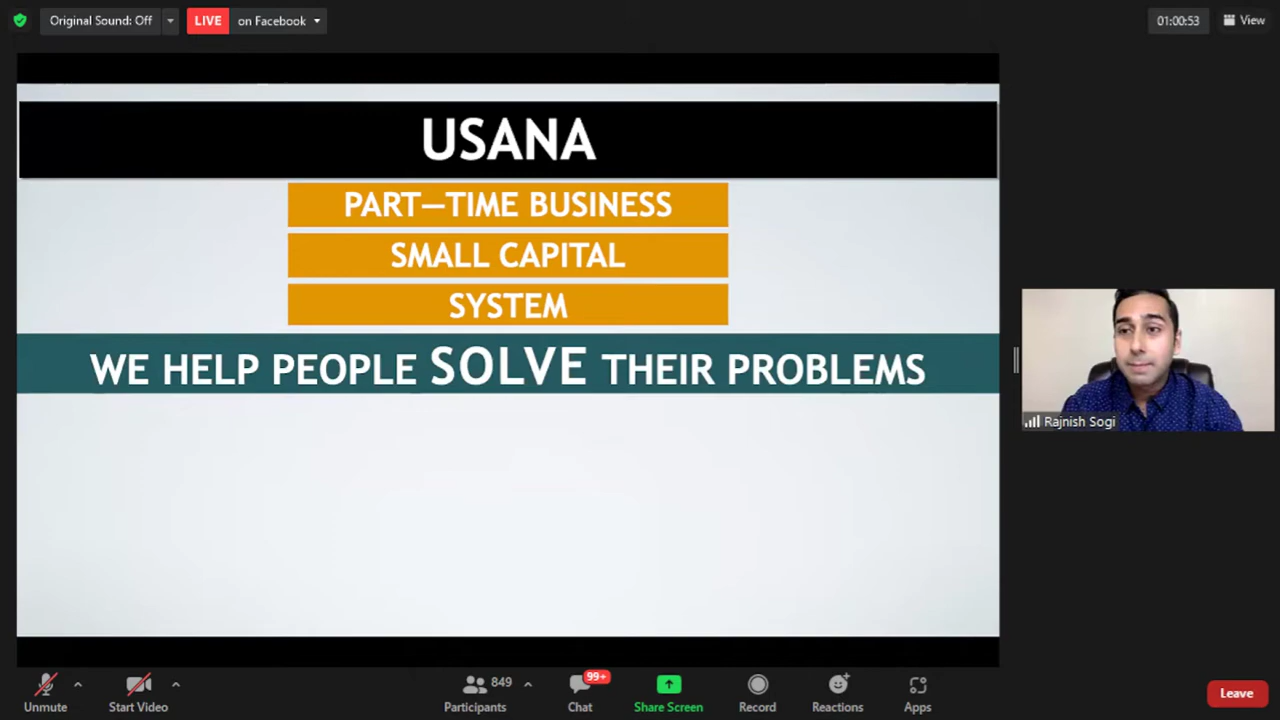 Original Sound: Off
LIVE on Facebook
01:00:53
View
USANA
PART—TIME BUSINESS
SMALL CAPITAL
SYSTEM
WE HELP PEOPLE SOLVE THEIR PROBLEMS
Rajnish Sogi
849
99+
Unmute
Start Video
Participants
Chat
Share Screen
Record
Reactions
Apps
Leave